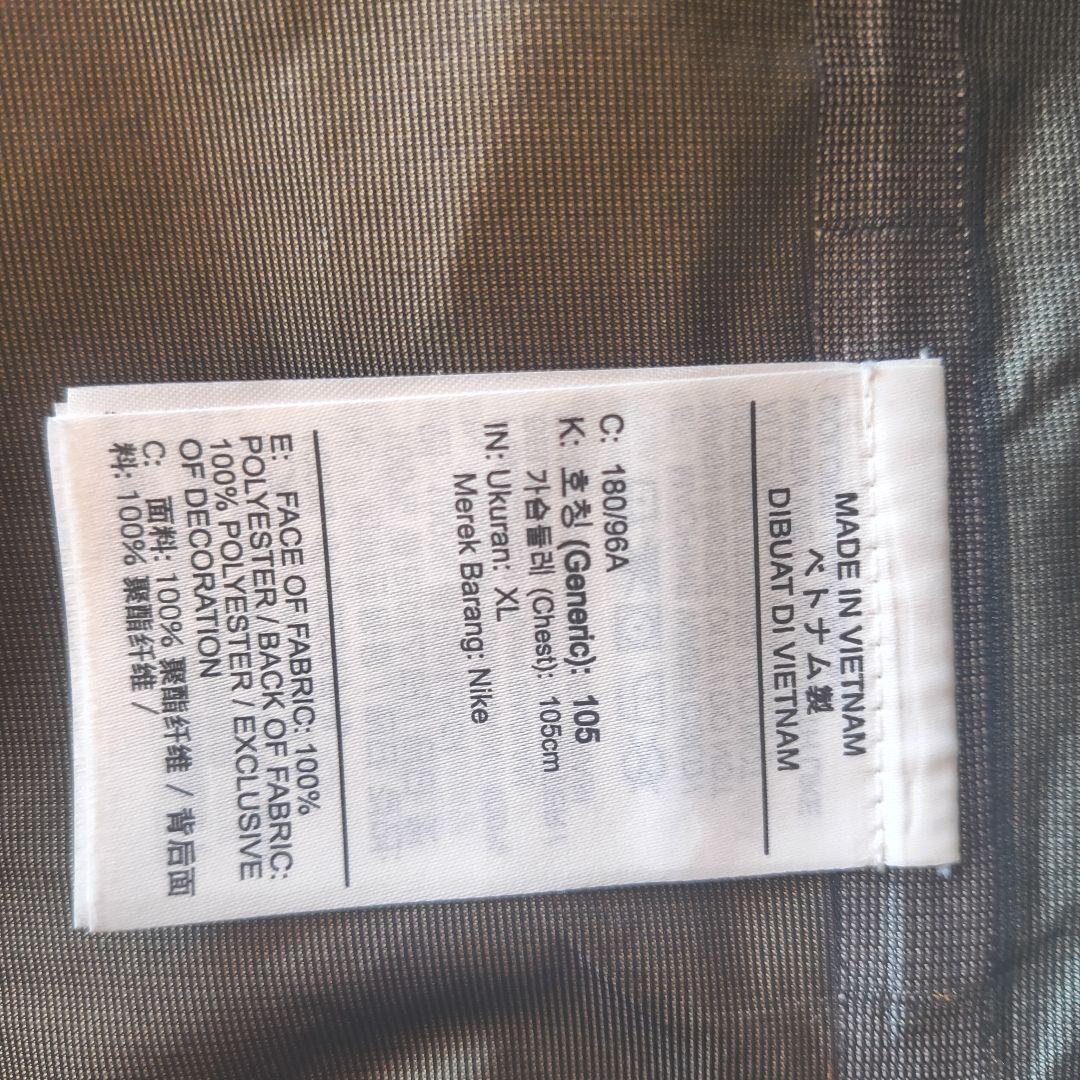 MADE IN VIETNAM
ベトナム製
DIBUAT DI VIETNAM
C: 180/96A
K: 호칭 (Generic): 105
가슴둘레 (Chest): 105cm
IN: Ukuran: XL
Merek Barang: Nike
E: FACE OF FABRIC: 100%
POLYESTER / BACK OF FABRIC:
100% POLYESTER / EXCLUSIVE
OF DECORATION
C: 面料: 100% 聚酯纤维 / 背后面
料: 100% 聚酯纤维 /